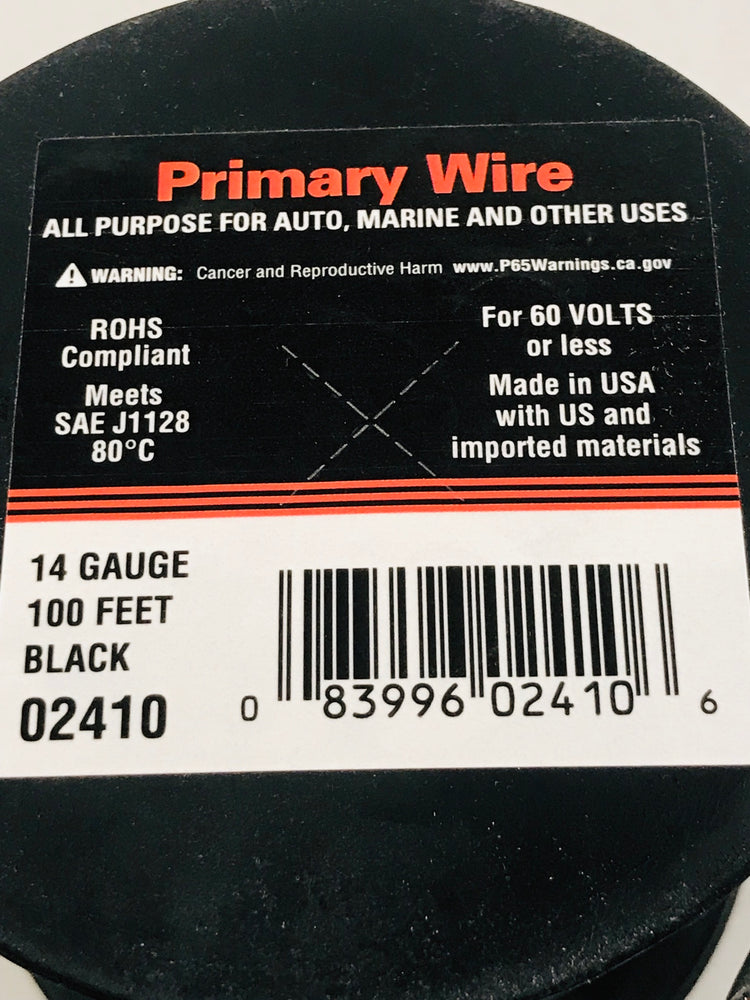 Primary Wire
ALL PURPOSE FOR AUTO, MARINE AND OTHER USES
WARNING: Cancer and Reproductive Harm www.P65Warnings.ca.gov
ROHS
Compliant
Meets
SAE J1128
80°C
For 60 VOLTS
or less
Made in USA
with US and
imported materials
14 GAUGE
100 FEET
BLACK
02410
0 83996 02410 6